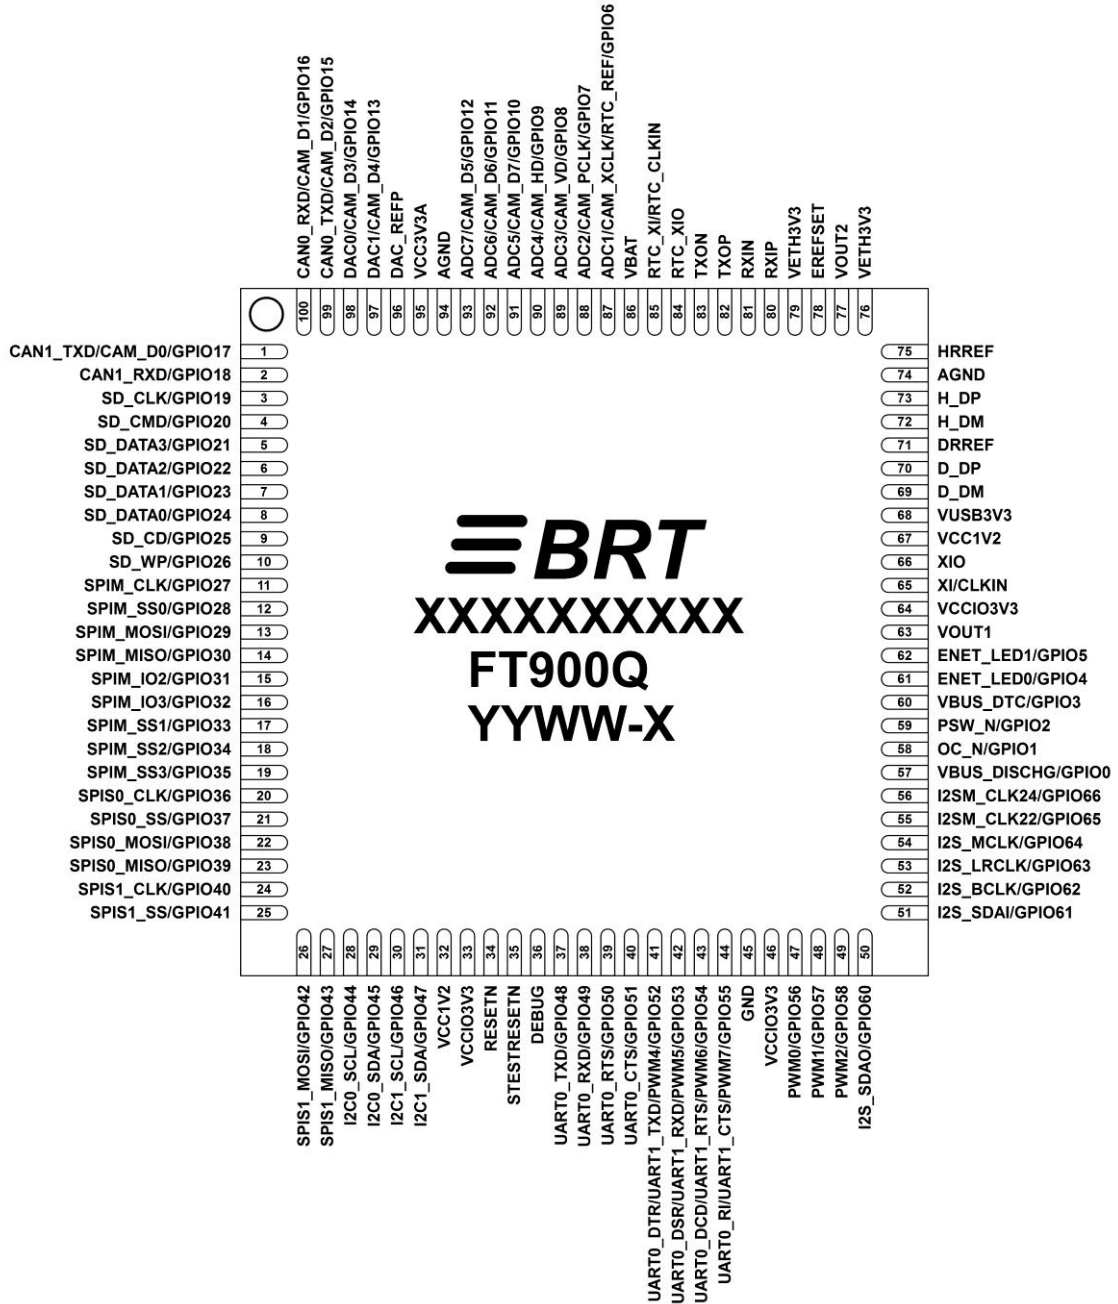 CAN0_RXD/CAM_D1/GPIO16
CAN0_TXD/CAM_D2/GPIO15
DAC0/CAM_D3/GPIO14
DAC1/CAM_D4/GPIO13
DAC_REFP
VCC3V3A
AGND
ADC7/CAM_D5/GPIO12
ADC6/CAM_D6/GPIO11
ADC5/CAM_D7/GPIO10
ADC4/CAM_HD/GPIO9
ADC3/CAM_VD/GPIO8
ADC2/CAM_PCLK/GPIO7
ADC1/CAM_XCLK/RTC_REF/GPIO6
VBAT
RTC_XI/RTC_CLKIN
RTC_XIO
TXON
TXOP
RXIN
RXIP
VETH3V3
EREFSET
VOUT2
VETH3V3
100
99
98
97
96
95
94
93
92
91
90
89
88
87
86
85
84
83
82
81
80
79
78
77
76
CAN1_TXD/CAM_D0/GPIO17 1
CAN1_RXD/GPIO18 2
SD_CLK/GPIO19 3
SD_CMD/GPIO20 4
SD_DATA3/GPIO21 5
SD_DATA2/GPIO22 6
SD_DATA1/GPIO23 7
SD_DATA0/GPIO24 8
SD_CD/GPIO25 9
SD_WP/GPIO26 10
SPIM_CLK/GPIO27 11
SPIM_SS0/GPIO28 12
SPIM_MOSI/GPIO29 13
SPIM_MISO/GPIO30 14
SPIM_IO2/GPIO31 15
SPIM_IO3/GPIO32 16
SPIM_SS1/GPIO33 17
SPIM_SS2/GPIO34 18
SPIM_SS3/GPIO35 19
SPIS0_CLK/GPIO36 20
SPIS0_SS/GPIO37 21
SPIS0_MOSI/GPIO38 22
SPIS0_MISO/GPIO39 23
SPIS1_CLK/GPIO40 24
SPIS1_SS/GPIO41 25
BRT
XXXXXXXXXX
FT900Q
YYWW-X
75 HRREF
74 AGND
73 H_DP
72 H_DM
71 DRREF
70 D_DP
69 D_DM
68 VUSB3V3
67 VCC1V2
66 XIO
65 XI/CLKIN
64 VCCIO3V3
63 VOUT1
62 ENET_LED1/GPIO5
61 ENET_LED0/GPIO4
60 VBUS_DTC/GPIO3
59 PSW_N/GPIO2
58 OC_N/GPIO1
57 VBUS_DISCHG/GPIO0
56 I2SM_CLK24/GPIO66
55 I2SM_CLK22/GPIO65
54 I2S_MCLK/GPIO64
53 I2S_LRCLK/GPIO63
52 I2S_BCLK/GPIO62
51 I2S_SDAI/GPIO61
26
27
28
29
30
31
32
33
34
35
36
37
38
39
40
41
42
43
44
45
46
47
48
49
50
SPIS1_MOSI/GPIO42
SPIS1_MISO/GPIO43
I2C0_SCL/GPIO44
I2C0_SDA/GPIO45
I2C1_SCL/GPIO46
I2C1_SDA/GPIO47
VCC1V2
VCCIO3V3
RESETN
STESTRESETN
DEBUG
UART0_TXD/GPIO48
UART0_RXD/GPIO49
UART0_RTS/GPIO50
UART0_CTS/GPIO51
UART0_DTR/UART1_TXD/PWM4/GPIO52
UART0_DSR/UART1_RXD/PWM5/GPIO53
UART0_DCD/UART1_RTS/PWM6/GPIO54
UART0_RI/UART1_CTS/PWM7/GPIO55
GND
VCCIO3V3
PWM0/GPIO56
PWM1/GPIO57
PWM2/GPIO58
I2S_SDAO/GPIO60